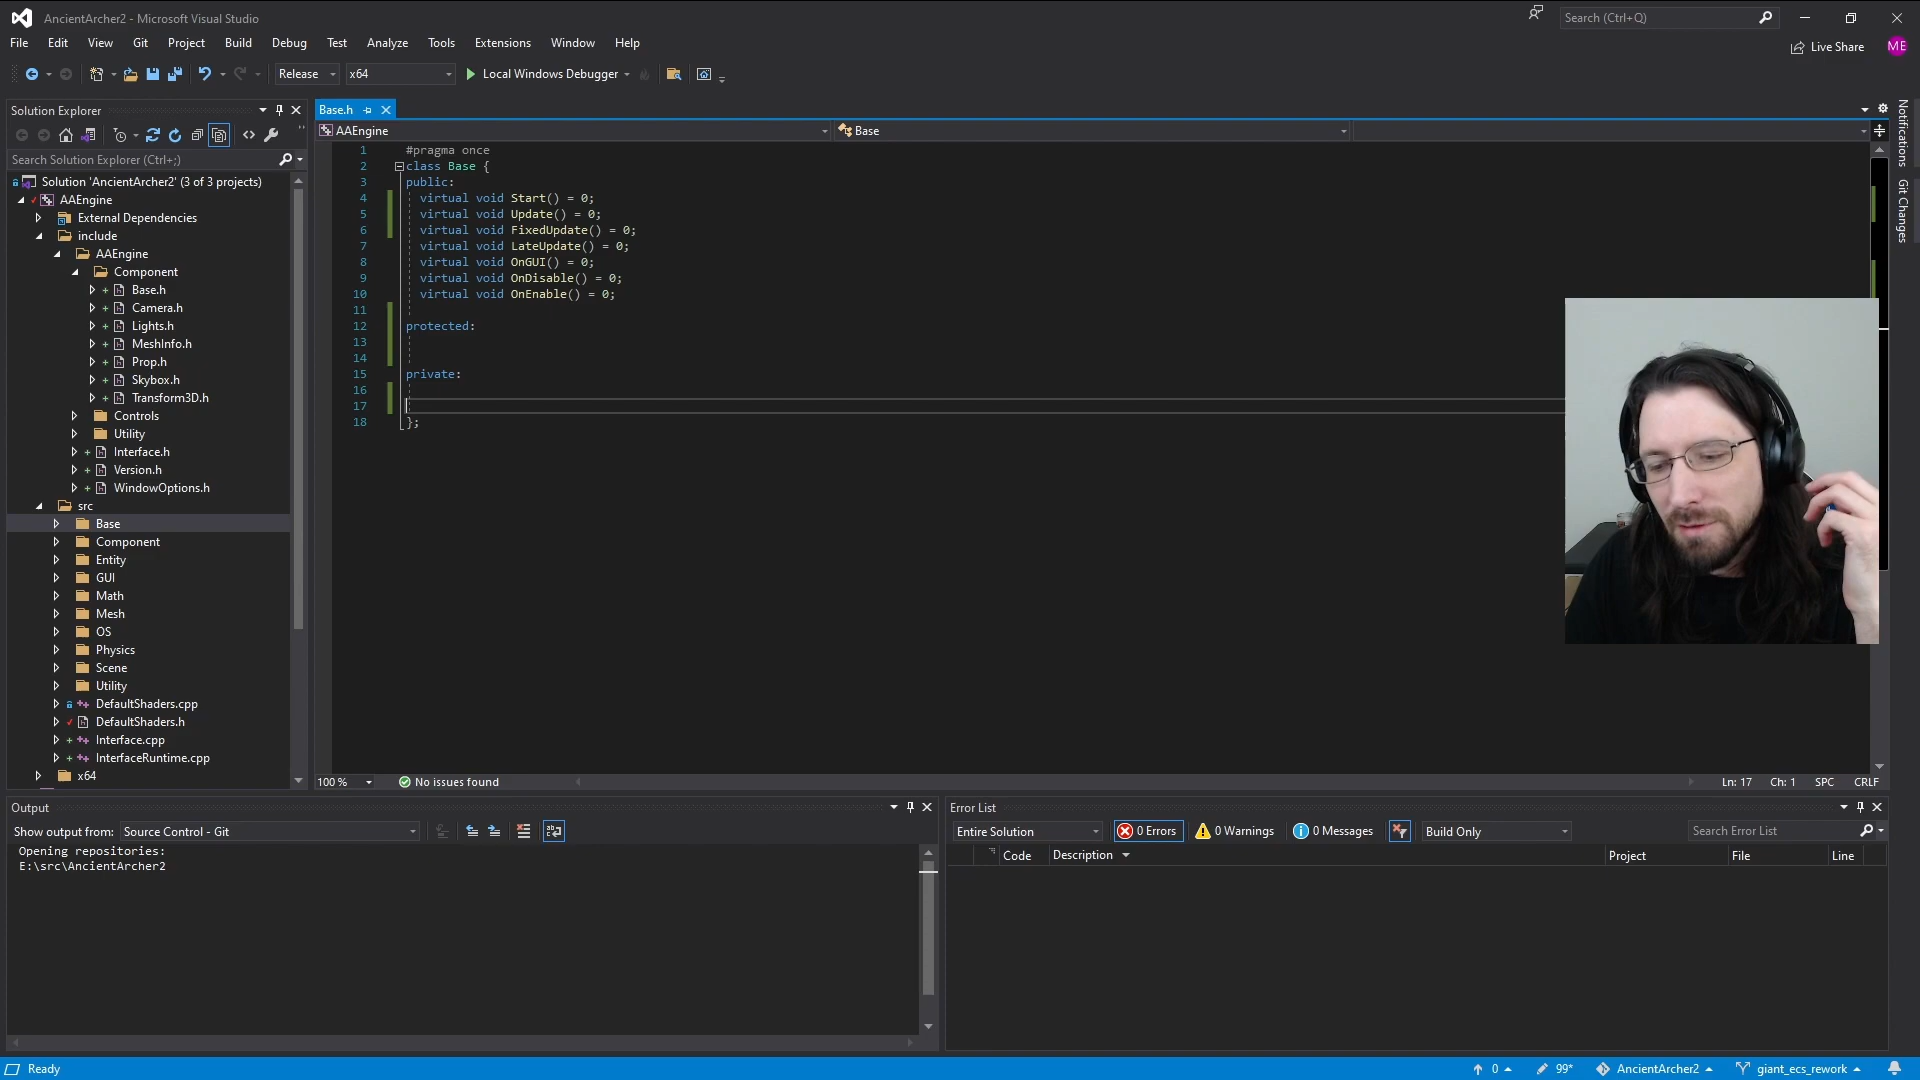 AncientArcher2 - Microsoft Visual Studio
Search (Ctrl+Q)
File Edit View Git Project Build Debug Test Analyze Tools Extensions Window Help
Live Share ME
Release x64 Local Windows Debugger
Solution Explorer
Search Solution Explorer (Ctrl+;)
Solution 'AncientArcher2' (3 of 3 projects)
AAEngine
External Dependencies
include
AAEngine
Component
Base.h
Camera.h
Lights.h
MeshInfo.h
Prop.h
Skybox.h
Transform3D.h
Controls
Utility
Interface.h
Version.h
WindowOptions.h
src
Base
Component
Entity
GUI
Math
Mesh
OS
Physics
Scene
Utility
DefaultShaders.cpp
DefaultShaders.h
Interface.cpp
InterfaceRuntime.cpp
x64
Base.h
AAEngine Base
1 #pragma once
2 class Base {
3 public:
4 virtual void Start() = 0;
5 virtual void Update() = 0;
6 virtual void FixedUpdate() = 0;
7 virtual void LateUpdate() = 0;
8 virtual void OnGUI() = 0;
9 virtual void OnDisable() = 0;
10 virtual void OnEnable() = 0;
11
12 protected:
13
14
15 private:
16
17
18 };
100 % No issues found Ln: 17 Ch: 1 SPC CRLF
Notifications
Git Changes
Output
Show output from: Source Control - Git
Opening repositories:
E:\src\AncientArcher2
Error List
Entire Solution 0 Errors 0 Warnings 0 Messages Build Only Search Error List
Code Description Project File Line
Ready 0 99* AncientArcher2 giant_ecs_rework